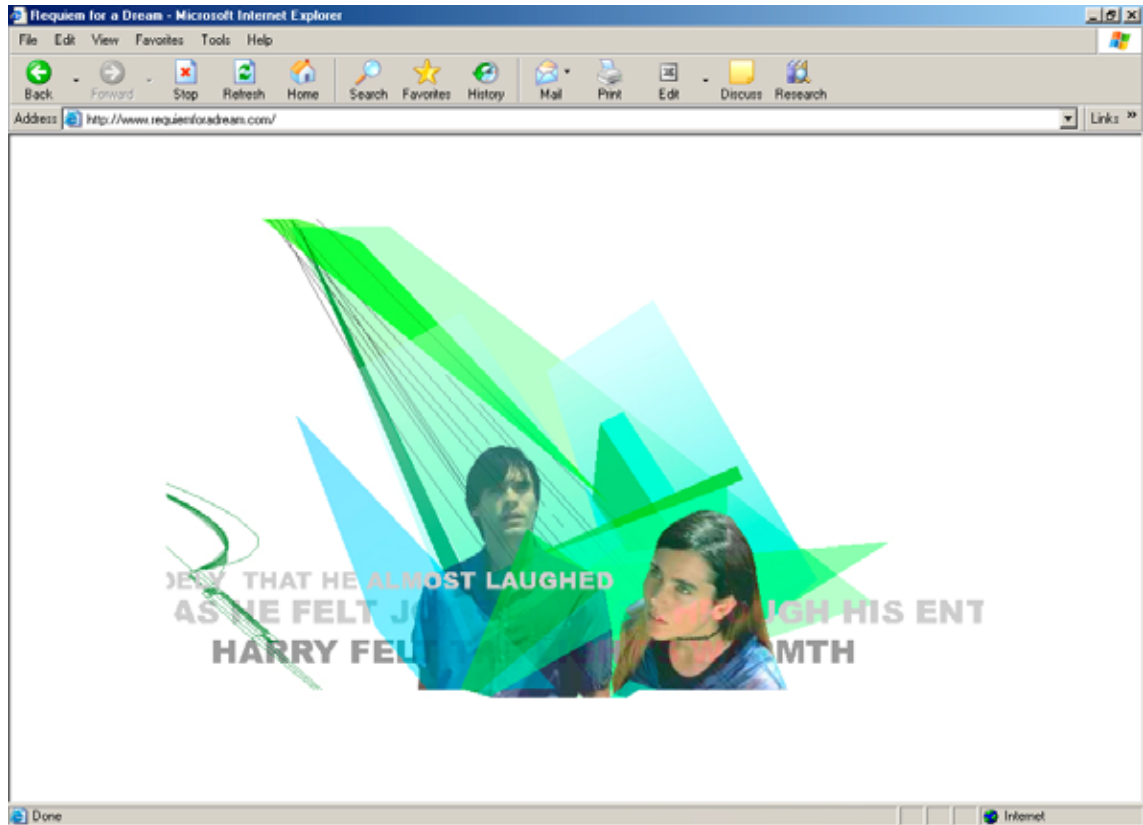 Requiem for a Dream - Microsoft Internet Explorer
File Edit View Favorites Tools Help
Back Forward Stop Refresh Home Search Favorites History Mail Print Edit Discuss Research
Address http://www.requiemforadream.com/ Links »
THAT HE ALMOST LAUGHED
AS HE FELT HIS ENT
HARRY FELT
Done Internet